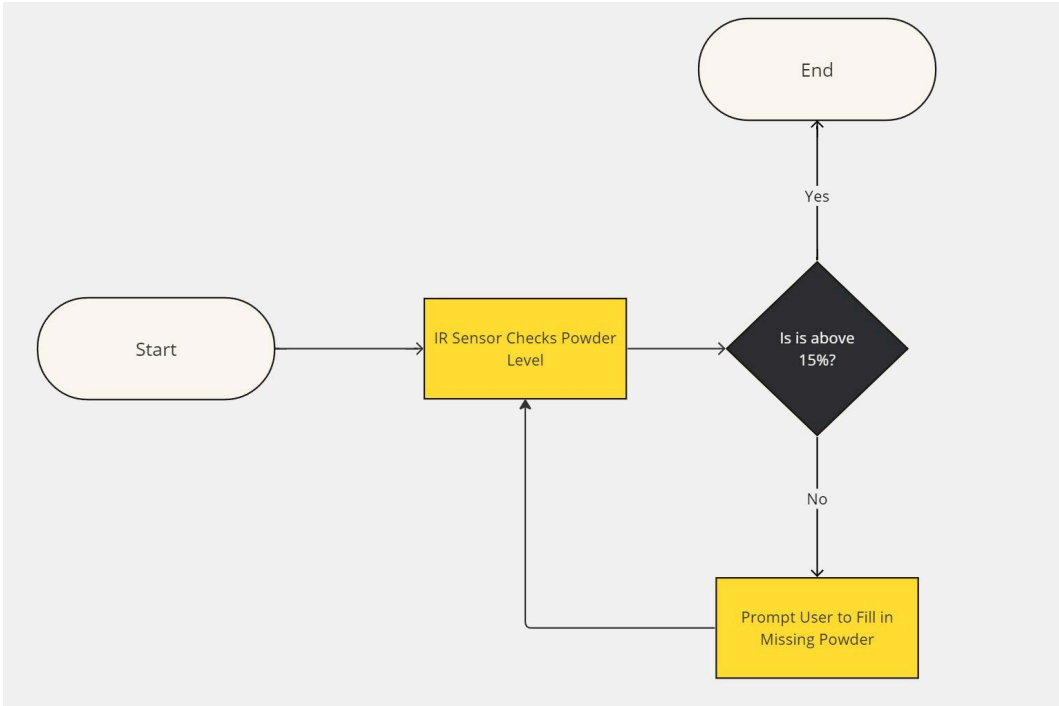 End
Yes
Start
IR Sensor Checks Powder
Level
Is is above
15%?
No
Prompt User to Fill in
Missing Powder